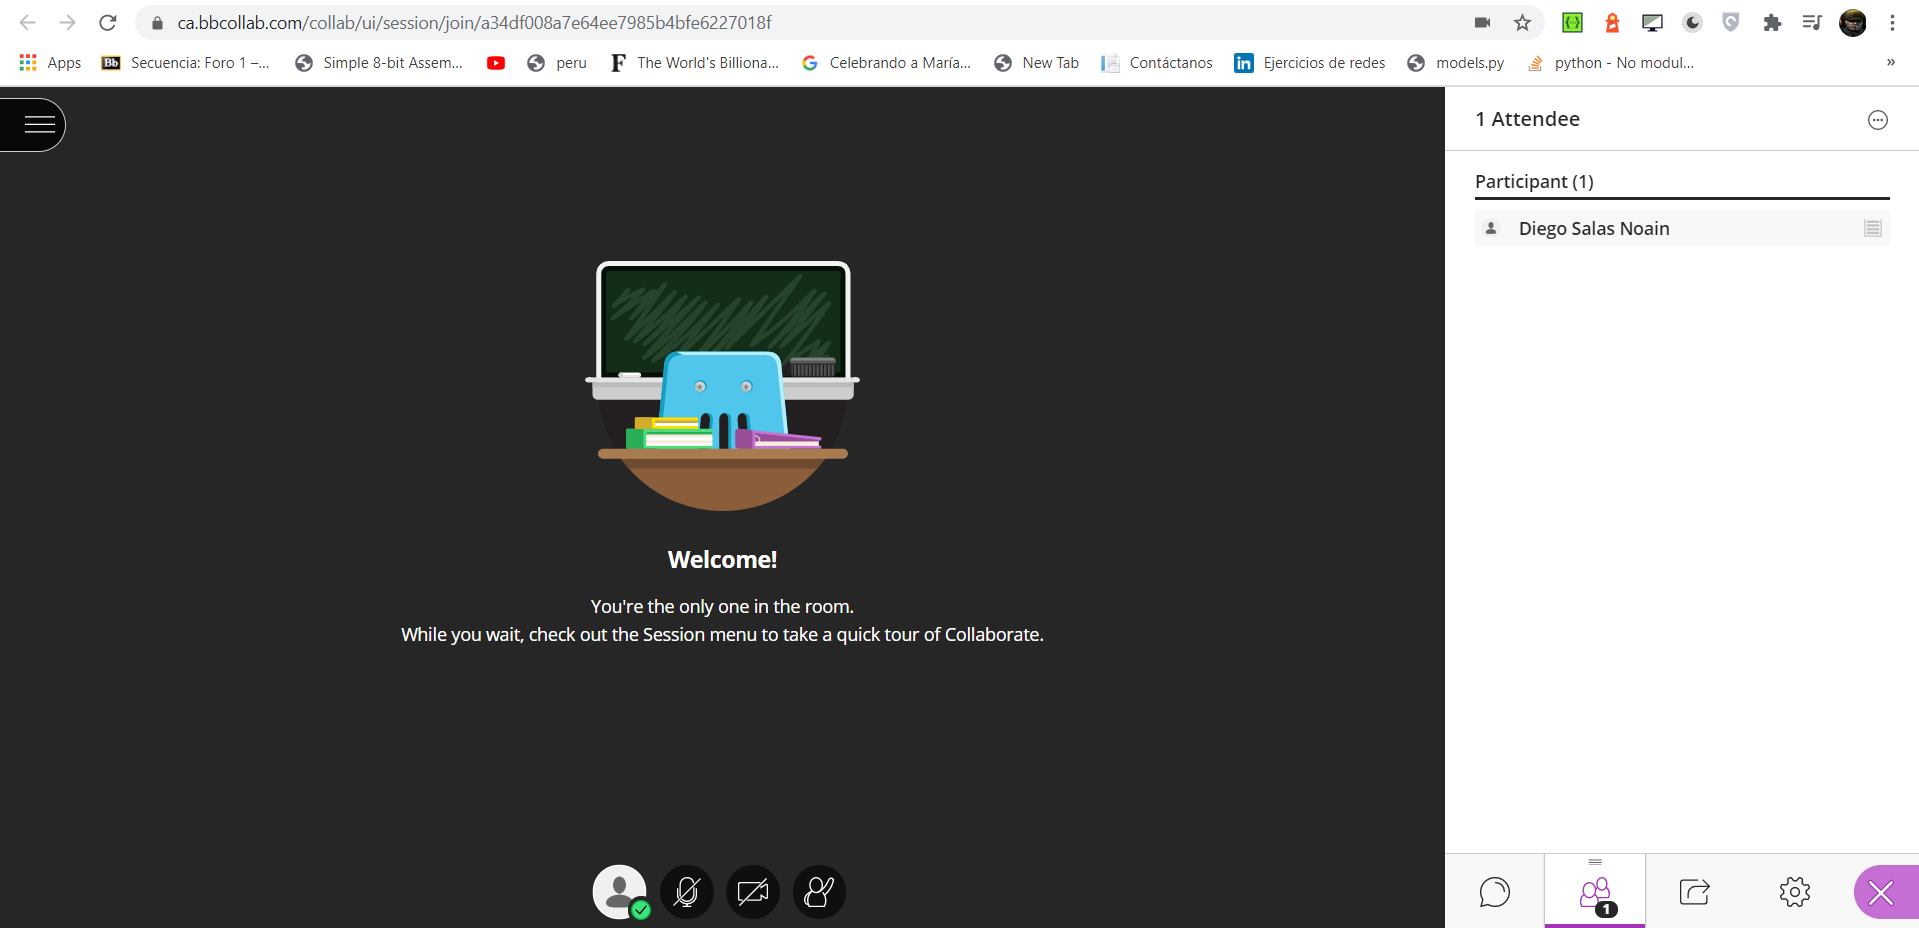 ca.bbcollab.com/collab/ui/session/join/a34df008a7e64ee7985b4bfe6227018f
Apps Bb Secuencia: Foro 1 –... Simple 8-bit Assem... peru F The World's Billiona... G Celebrando a María... New Tab Contáctanos in Ejercicios de redes models.py python - No modul... »
1 Attendee
Participant (1)
Diego Salas Noain
Welcome!
You're the only one in the room.
While you wait, check out the Session menu to take a quick tour of Collaborate.
1